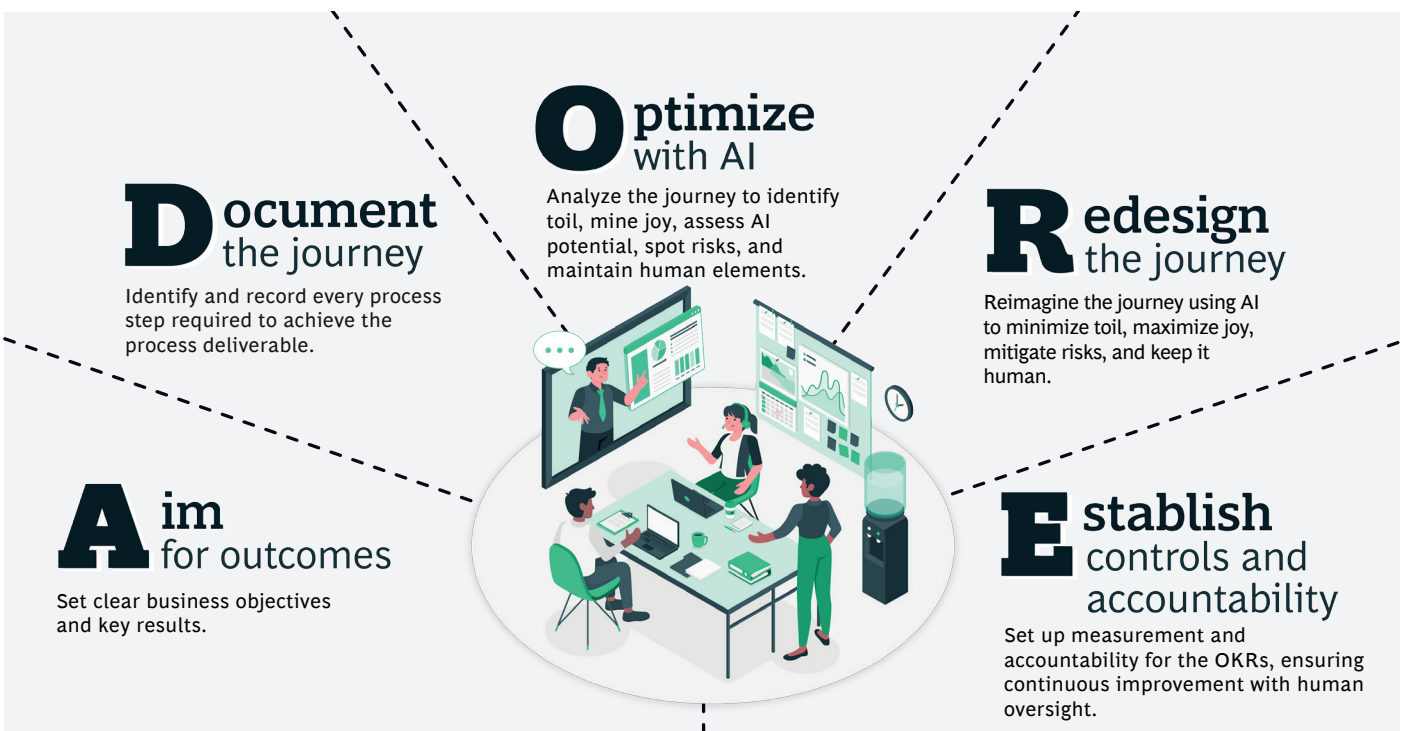 Aim
for outcomes
Set clear business objectives
and key results.
Document
the journey
Identify and record every process
step required to achieve the
process deliverable.
Optimize
with AI
Analyze the journey to identify
toil, mine joy, assess AI
potential, spot risks, and
maintain human elements.
Redesign
the journey
Reimagine the journey using AI
to minimize toil, maximize joy,
mitigate risks, and keep it
human.
Establish
controls and
accountability
Set up measurement and
accountability for the OKRs, ensuring
continuous improvement with human
oversight.